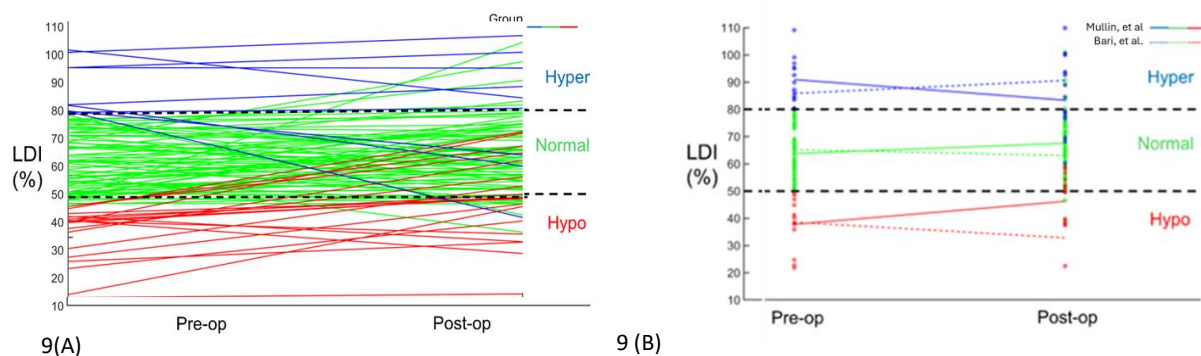 Group
110
100
90
80
70
60
50
40
30
20
10
LDI
(%)
Hyper
Normal
Hypo
Pre-op
Post-op
9(A)
Mullin, et al
Bari, et al.
110
100
90
80
70
60
50
40
30
20
10
LDI
(%)
Hyper
Normal
Hypo
Pre-op
Post-op
9 (B)